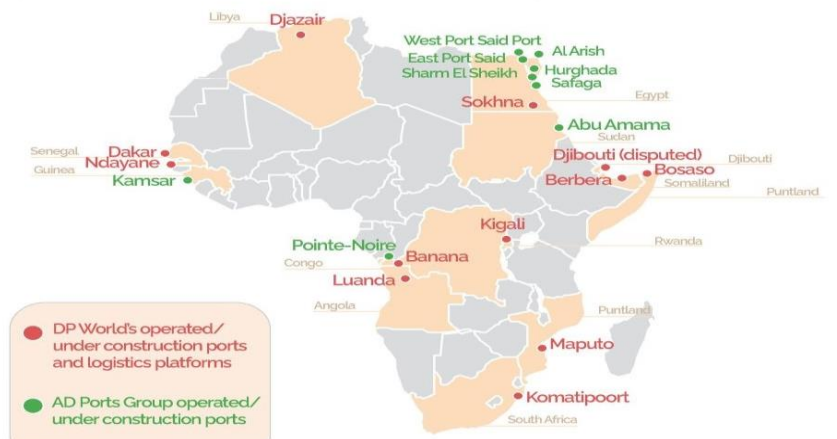 Libya
Djazair
West Port Said Port
Al Arish
East Port Said
Hurghada
Sharm El Sheikh
Safaga
Sokhna
Egypt
Abu Amama
Sudan
Senegal
Dakar
Djibouti (disputed)
Djibouti
Ndayane
Bosaso
Guinea
Berbera
Somaliland
Kamsar
Puntland
Kigali
Pointe-Noire
Rwanda
Banana
Congo
Luanda
Angola
Puntland
DP World's operated/
under construction ports
and logistics platforms
Maputo
AD Ports Group operated/
under construction ports
Komatipoort
South Africa